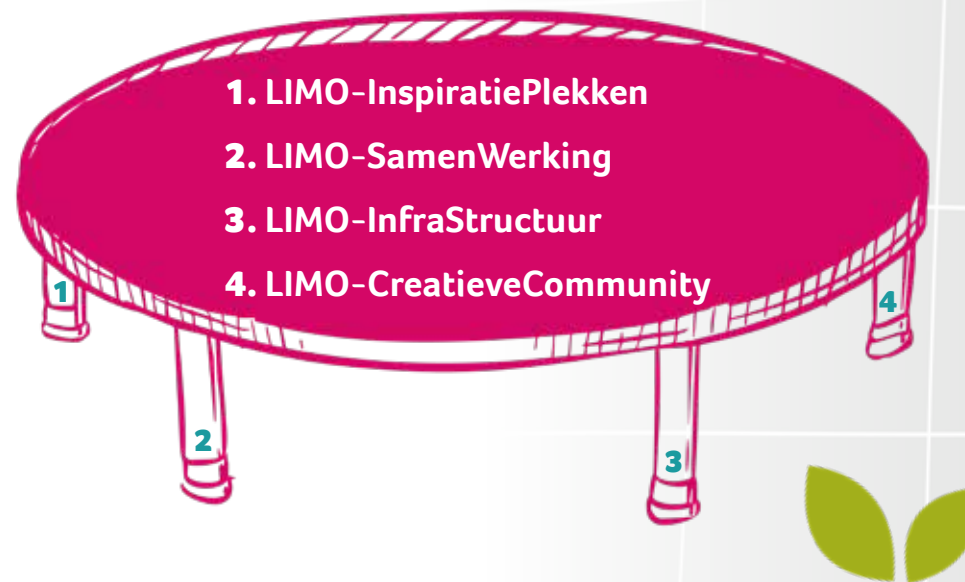 1. LIMO-InspiratiePlekken
2. LIMO-SamenWerking
3. LIMO-InfraStructuur
4. LIMO-CreatieveCommunity
1
4
2
3